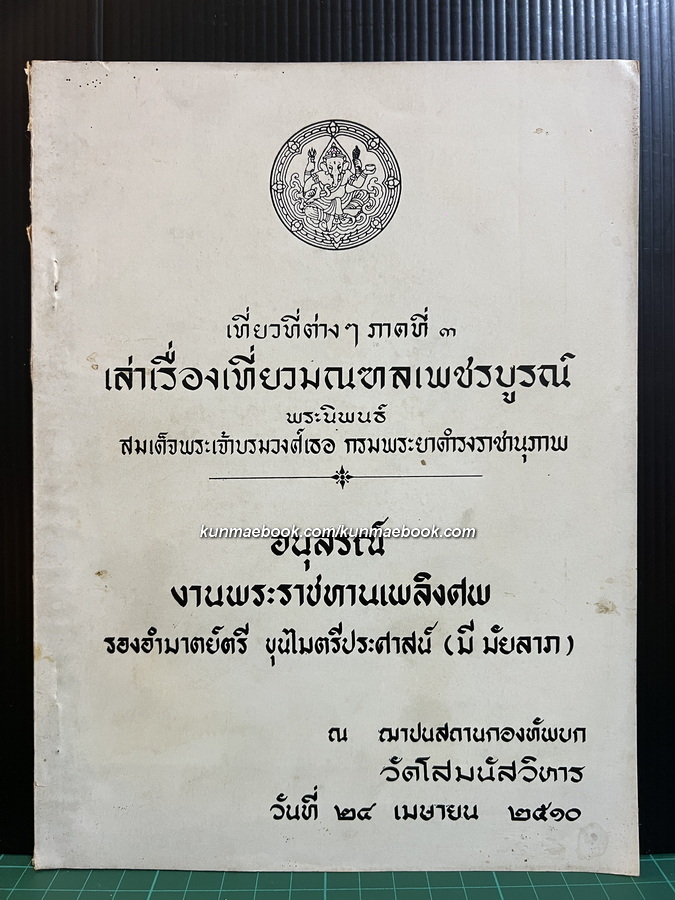 เที่ยวที่ต่างๆ ภาคที่ ๓
เล่าเรื่องเที่ยวมณฑลเพชรบูรณ์
พระนิพนธ์
สมเด็จพระเจ้าบรมวงศ์เธอ กรมพระยาดำรงราชานุภาพ
kunmaebook.com/kunmaebook.com
อนุสรณ์
งานพระราชทานเพลิงศพ
รองอำมาตย์ตรี ขุนไมตรีประศาสน์ (มี มัยลาภ)
ณ ฌาปนสถานกองทัพบก
วัดโสมนัสวิหาร
วันที่ ๒๔ เมษายน ๒๕๑๐